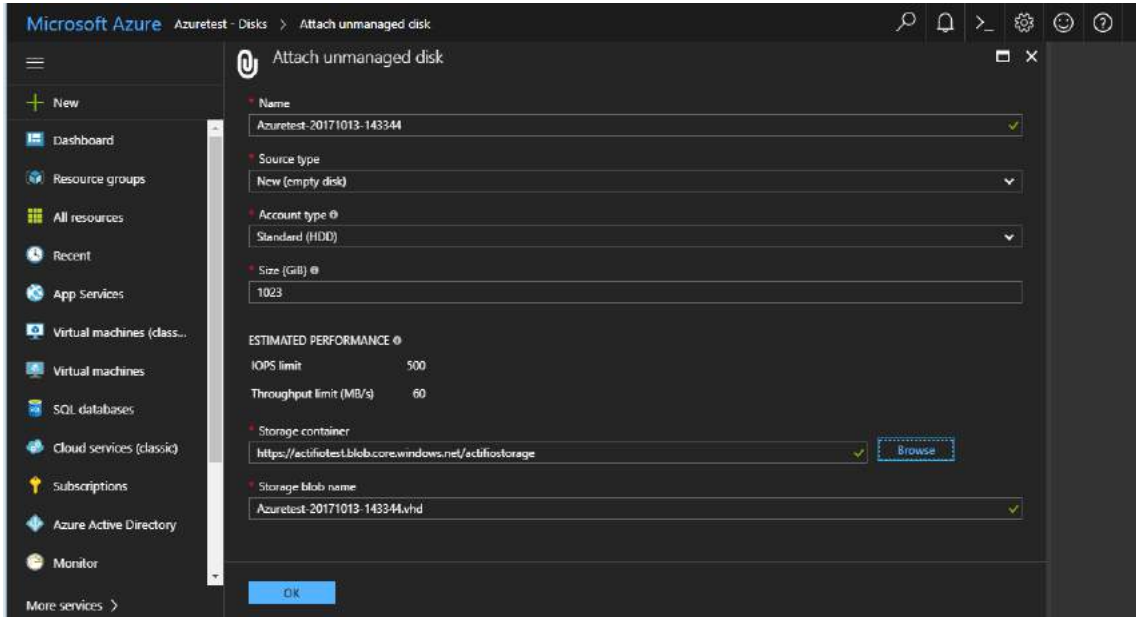 Microsoft Azure Azuretest - Disks > Attach unmanaged disk
Attach unmanaged disk
New
Dashboard
Resource groups
All resources
Recent
App Services
Virtual machines (class...
Virtual machines
SQL databases
Cloud services (classic)
Subscriptions
Azure Active Directory
Monitor
More services >
* Name
Azuretest-20171013-143344
* Source type
New (empty disk)
* Account type
Standard (HDD)
* Size (GiB)
1023
ESTIMATED PERFORMANCE
IOPS limit 500
Throughput limit (MB/s) 60
* Storage container
https://actifiotest.blob.core.windows.net/actifiostorage
Browse
* Storage blob name
Azuretest-20171013-143344.vhd
OK